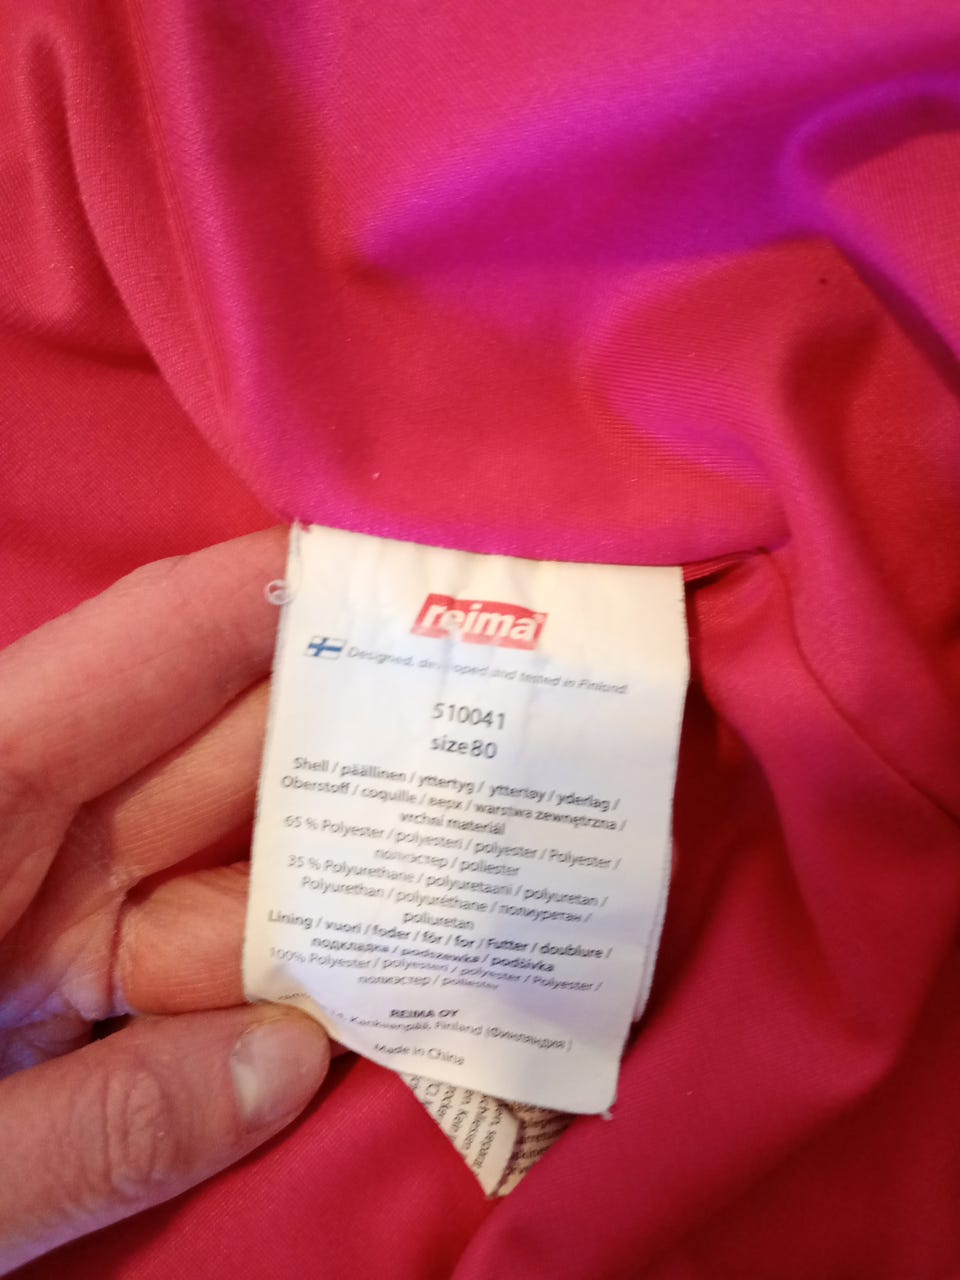 reima®
Designed, developed and tested in Finland.
510041
size 80
Shell / päällinen / yttertyg / yttertøy / yderlag /
Oberstoff / coquille / верх / warstwa zewnętrzna /
vrchní materiál
65 % Polyester / polyesteri / polyester / Polyester /
полиэстер / poliester
35 % Polyurethane / polyuretaani / polyuretan /
Polyurethan / polyuréthane / полиуретан /
poliuretan
Lining / vuori / foder / fôr / for / Futter / doublure /
подкладка / podszewka / podšívka
100% Polyester / polyesteri / polyester / Polyester /
полиэстер / poliester
REIMA OY
Kankaanpää, Finland (Финляндия)
Made in China